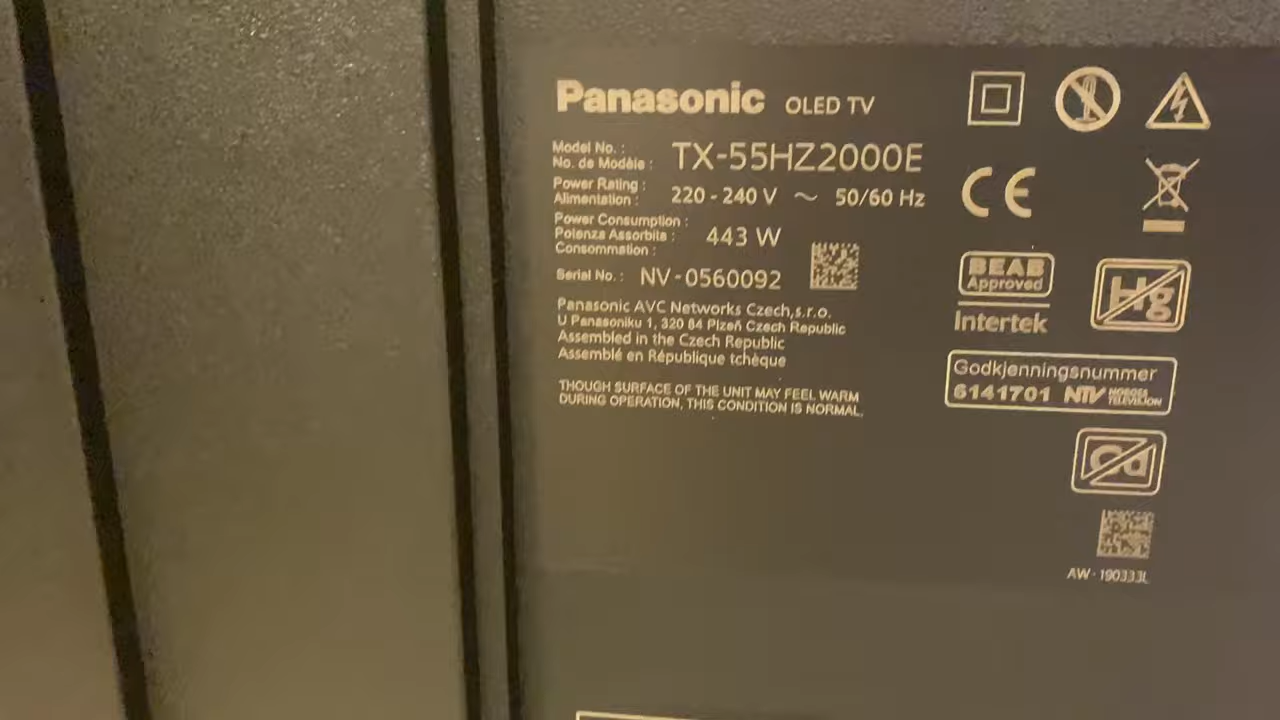 Panasonic OLED TV
Model No. :
No. de Modèle : TX-55HZ2000E
Power Rating :
Alimentation : 220 - 240 V ~ 50/60 Hz
Power Consumption :
Potenza Assorbita :
Consommation : 443 W
Serial No. : NV-0560092
Panasonic AVC Networks Czech,s.r.o.
U Panasoniku 1, 320 84 Plzeň Czech Republic
Assembled in the Czech Republic
Assemblé en République tchèque
THOUGH SURFACE OF THE UNIT MAY FEEL WARM
DURING OPERATION, THIS CONDITION IS NORMAL.
CE
BEAB
Approved
Intertek
Hg
Godkjenningsnummer
6141701 NTV NORGES
TELEVISJON
Cd
AW - 190333L